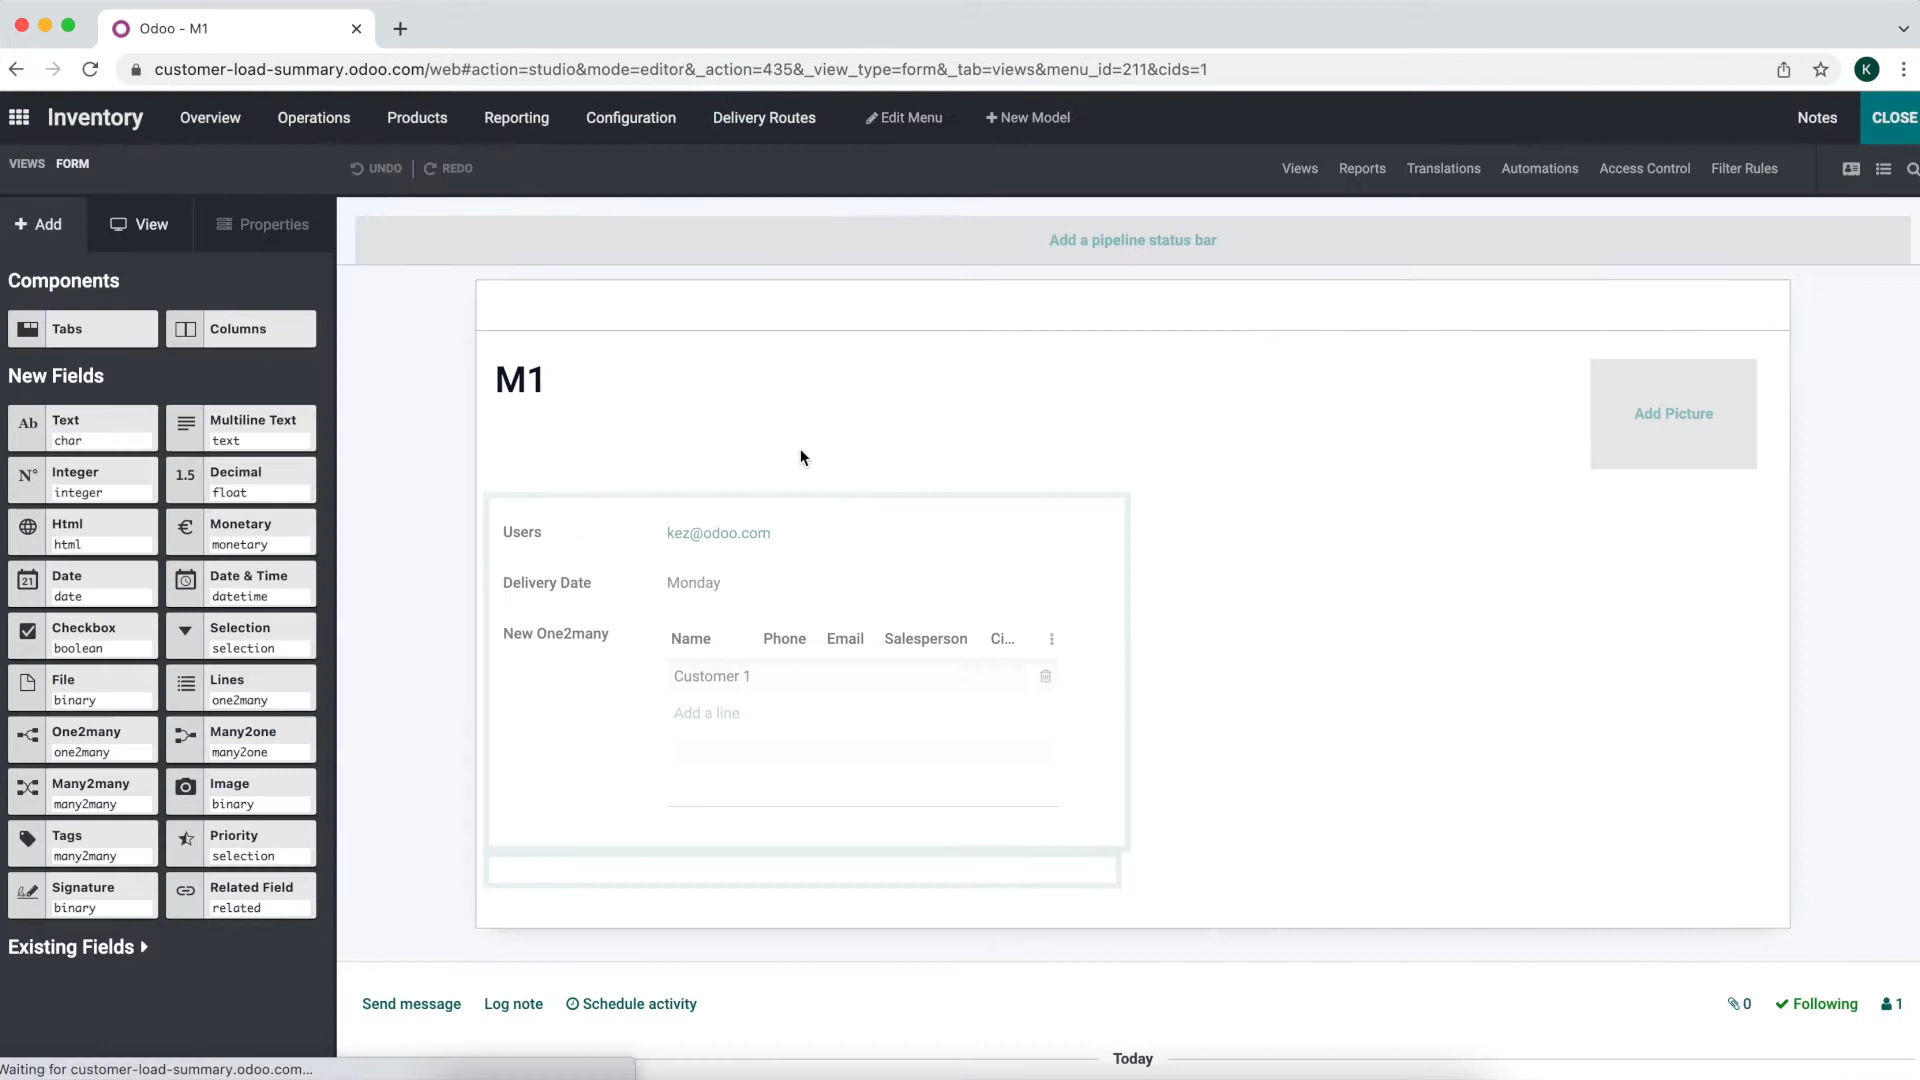 Odoo - M1
customer-load-summary.odoo.com/web#action=studio&mode=editor&_action=435&_view_type=form&_tab=views&menu_id=211&cids=1
K
Inventory Overview Operations Products Reporting Configuration Delivery Routes Edit Menu + New Model Notes CLOSE
VIEWS FORM UNDO REDO Views Reports Translations Automations Access Control Filter Rules
+ Add View Properties
Add a pipeline status bar
Components
Tabs Columns
New Fields
Ab Text Multiline Text
char text
N° Integer 1.5 Decimal
integer float
Html € Monetary
html monetary
21 Date Date & Time
date datetime
Checkbox Selection
boolean selection
File Lines
binary one2many
One2many Many2one
one2many many2one
Many2many Image
many2many binary
Tags Priority
many2many selection
Signature Related Field
binary related
Existing Fields
M1
Add Picture
Users kez@odoo.com
Delivery Date Monday
New One2many Name Phone Email Salesperson Ci...
Customer 1
Add a line
Send message Log note Schedule activity 0 Following 1
Today
Waiting for customer-load-summary.odoo.com...